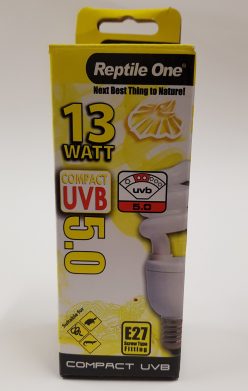 Reptile One®
Next Best Thing to Nature!
13
WATT
COMPACT
UVB
5.0
100
uvb
5.0
Suitable for
E27
Screw Type
Fitting
COMPACT UVB